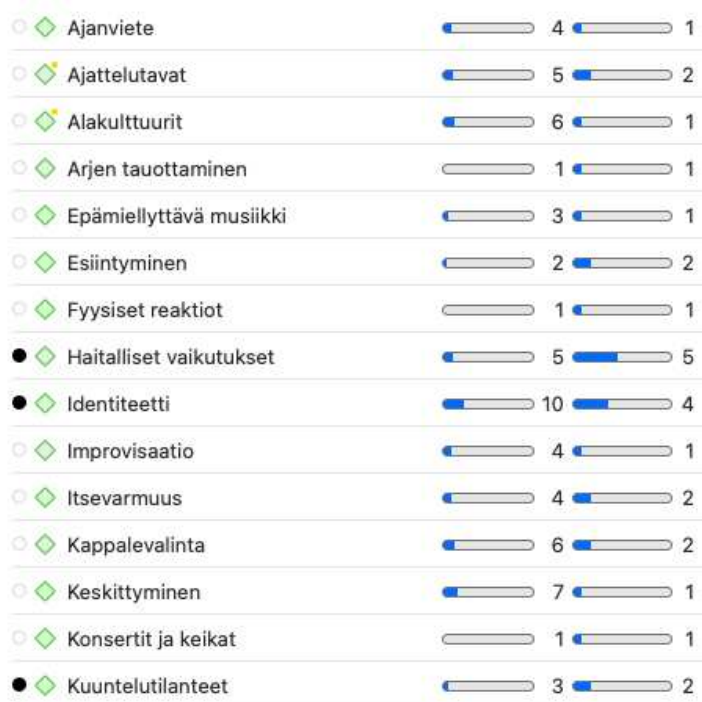 Ajanviete 4 1
Ajattelutavat 5 2
Alakulttuurit 6 1
Arjen tauottaminen 1 1
Epämiellyttävä musiikki 3 1
Esiintyminen 2 2
Fyysiset reaktiot 1 1
Haitalliset vaikutukset 5 5
Identiteetti 10 4
Improvisaatio 4 1
Itsevarmuus 4 2
Kappalevalinta 6 2
Keskittyminen 7 1
Konsertit ja keikat 1 1
Kuuntelutilanteet 3 2